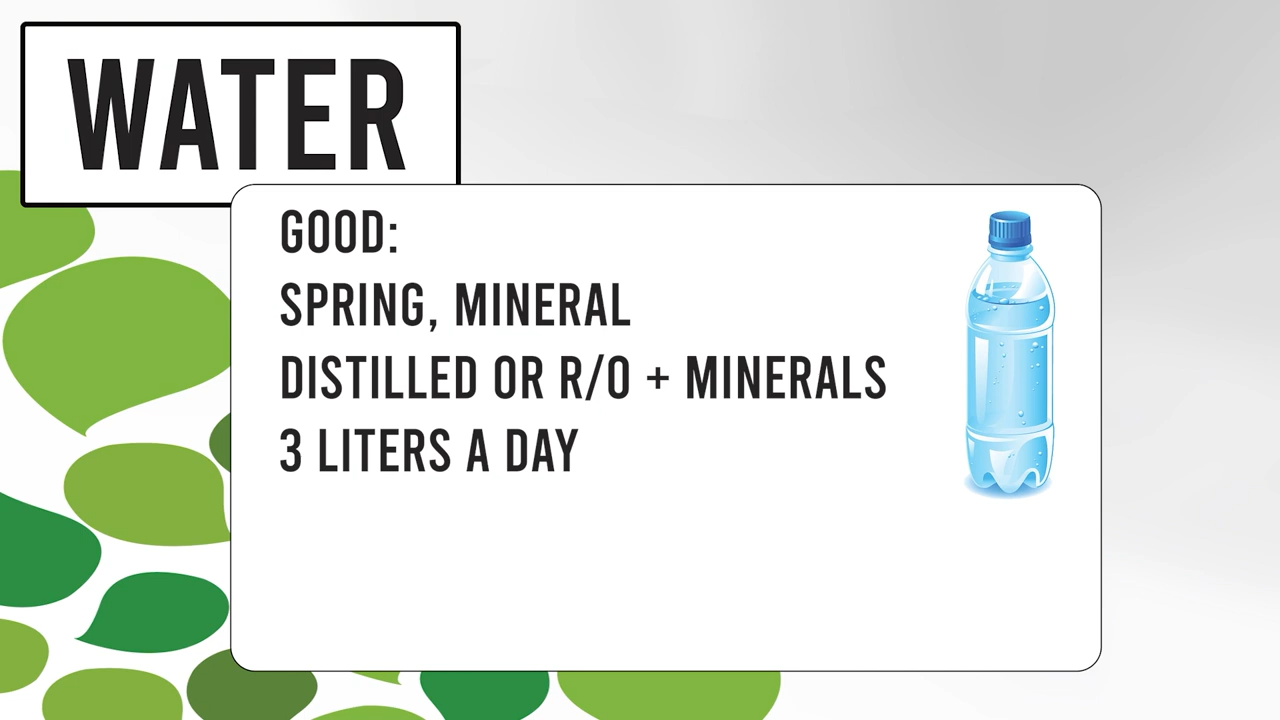 WATER
GOOD:
SPRING, MINERAL
DISTILLED OR R/O + MINERALS
3 LITERS A DAY